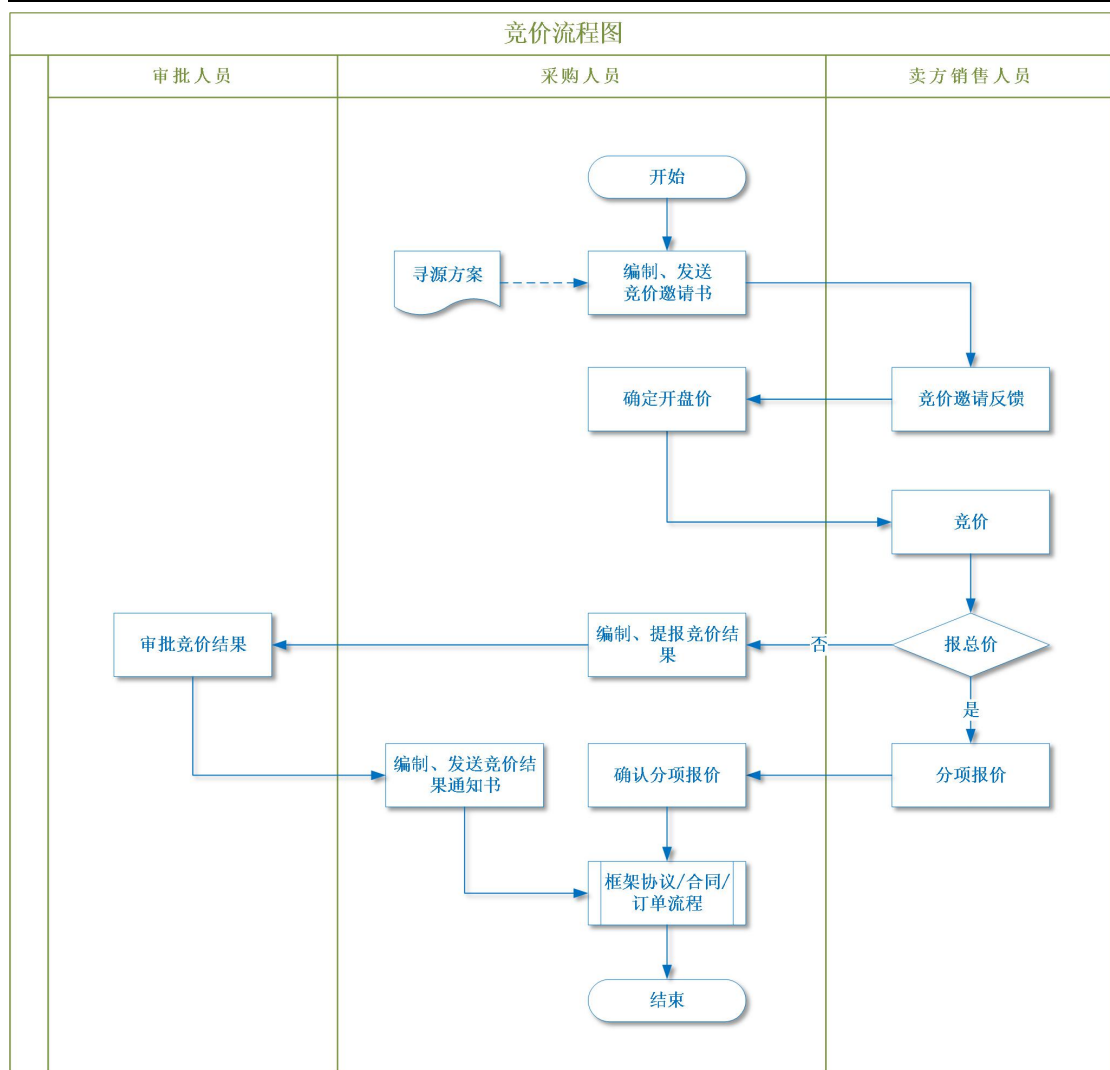 竞价流程图
审批人员
采购人员
卖方销售人员
开始
寻源方案
编制、发送
竞价邀请书
确定开盘价
竞价邀请反馈
竞价
审批竞价结果
编制、提报竞价结
果
否
报总价
是
编制、发送竞价结
果通知书
确认分项报价
分项报价
框架协议/合同/
订单流程
结束